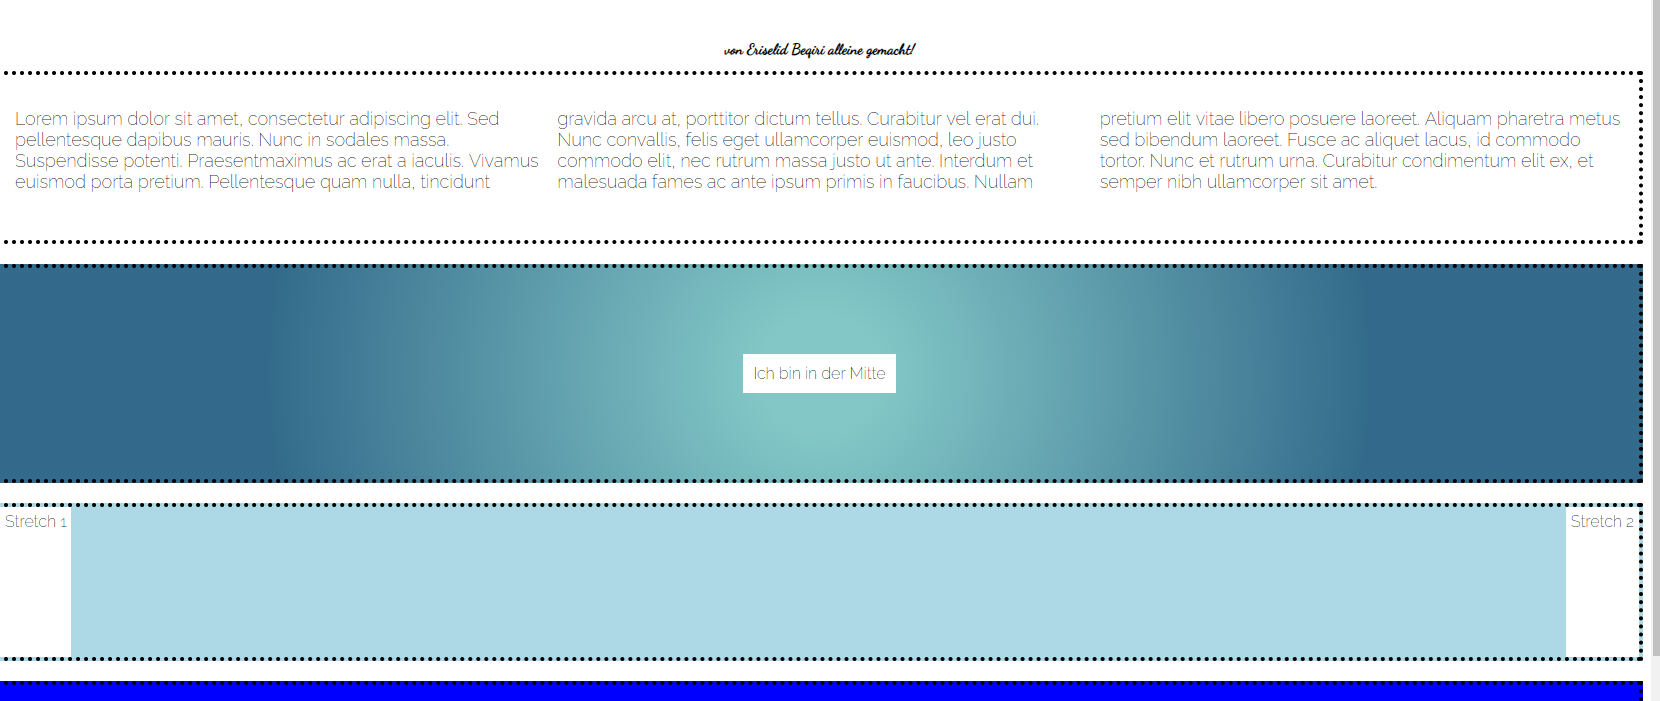 von Eriselid Beqiri alleine gemacht!
Lorem ipsum dolor sit amet, consectetur adipiscing elit. Sed
pellentesque dapibus mauris. Nunc in sodales massa.
Suspendisse potenti. Praesentmaximus ac erat a iaculis. Vivamus
euismod porta pretium. Pellentesque quam nulla, tincidunt
gravida arcu at, porttitor dictum tellus. Curabitur vel erat dui.
Nunc convallis, felis eget ullamcorper euismod, leo justo
commodo elit, nec rutrum massa justo ut ante. Interdum et
malesuada fames ac ante ipsum primis in faucibus. Nullam
pretium elit vitae libero posuere laoreet. Aliquam pharetra metus
sed bibendum laoreet. Fusce ac aliquet lacus, id commodo
tortor. Nunc et rutrum urna. Curabitur condimentum elit ex, et
semper nibh ullamcorper sit amet.
Ich bin in der Mitte
Stretch 1
Stretch 2